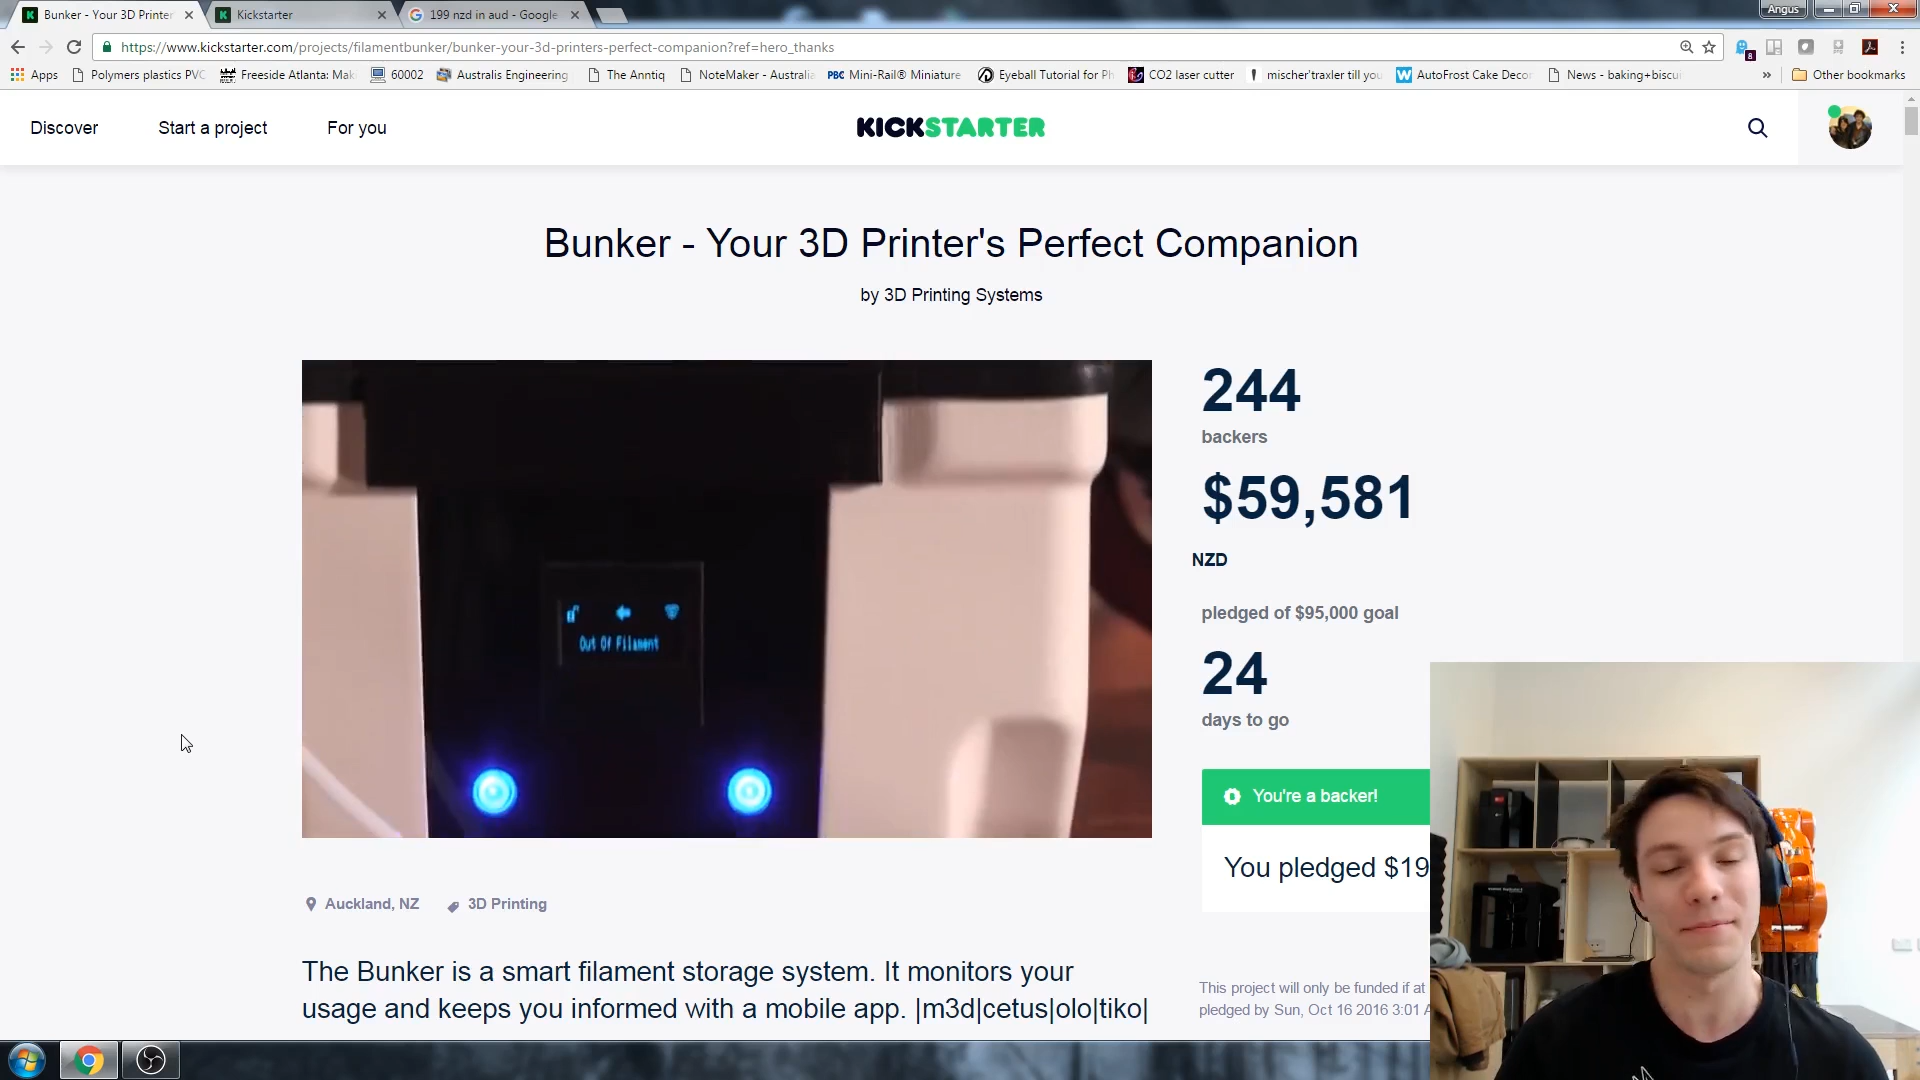 Bunker - Your 3D Printer
Kickstarter
199 nzd in aud - Google
Angus
https://www.kickstarter.com/projects/filamentbunker/bunker-your-3d-printers-perfect-companion?ref=hero_thanks
8
Apps
Polymers plastics PVC
Freeside Atlanta: Mak
60002
Australis Engineering
The Anntiq
NoteMaker - Australia
PBC Mini-Rail® Miniature
Eyeball Tutorial for Ph
CO2 laser cutter
mischer'traxler till you
AutoFrost Cake Decor
News - baking+biscui
» Other bookmarks
Discover
Start a project
For you
KICKSTARTER
Bunker - Your 3D Printer's Perfect Companion
by 3D Printing Systems
Out Of Filament
244
backers
$59,581
NZD
pledged of $95,000 goal
24
days to go
You're a backer!
You pledged $19
Auckland, NZ
3D Printing
The Bunker is a smart filament storage system. It monitors your
usage and keeps you informed with a mobile app. |m3d|cetus|olo|tiko|
This project will only be funded if at
pledged by Sun, Oct 16 2016 3:01